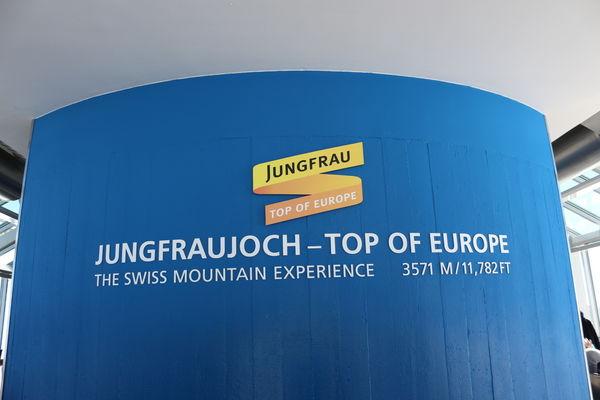 JUNGFRAU
TOP OF EUROPE
JUNGFRAUJOCH – TOP OF EUROPE
THE SWISS MOUNTAIN EXPERIENCE 3571 M/11,782 FT